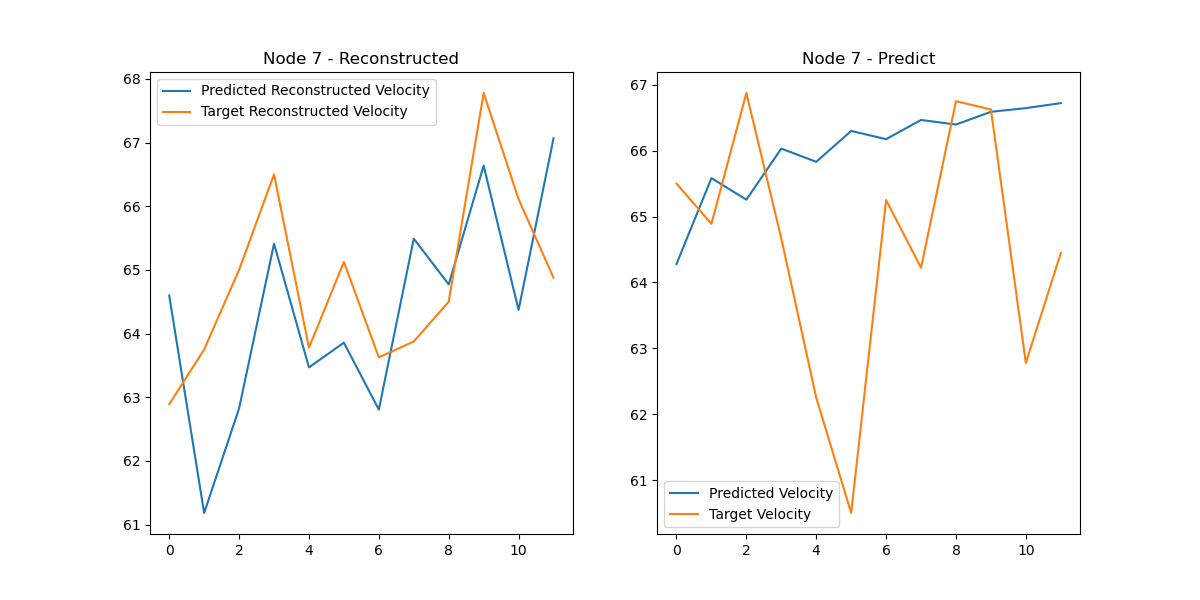 Node 7 - Reconstructed
Predicted Reconstructed Velocity
Target Reconstructed Velocity
68
67
66
65
64
63
62
61
0 2 4 6 8 10
Node 7 - Predict
67
66
65
64
63
62
61
Predicted Velocity
Target Velocity
0 2 4 6 8 10